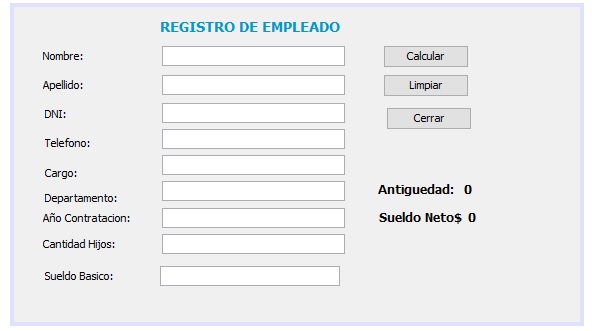 REGISTRO DE EMPLEADO
Nombre:
Calcular
Apellido:
Limpiar
DNI:
Cerrar
Telefono:
Cargo:
Departamento:
Antiguedad: 0
Año Contratacion:
Sueldo Neto$ 0
Cantidad Hijos:
Sueldo Basico: